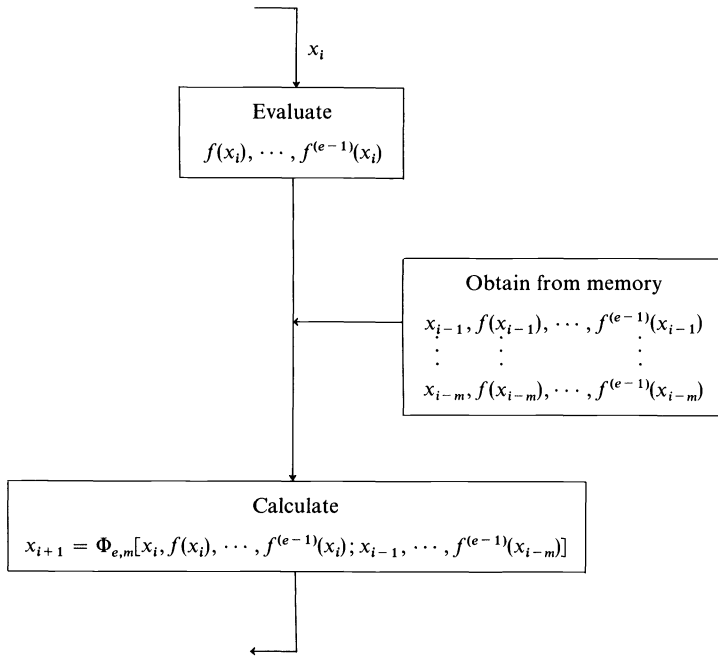 x_i
Evaluate
f(x_i), ⋯, f^{(e−1)}(x_i)
Obtain from memory
x_{i−1}, f(x_{i−1}), ⋯, f^{(e−1)}(x_{i−1})
⋮ ⋮ ⋮
x_{i−m}, f(x_{i−m}), ⋯, f^{(e−1)}(x_{i−m})
Calculate
x_{i+1} = Φ_{e,m}[x_i, f(x_i), ⋯, f^{(e−1)}(x_i); x_{i−1}, ⋯, f^{(e−1)}(x_{i−m})]